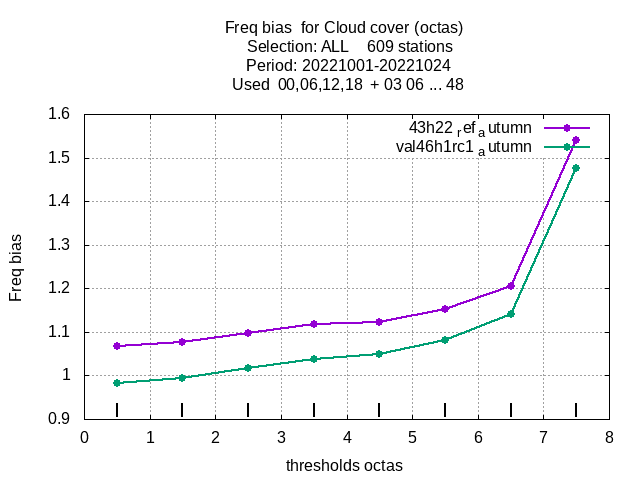 Freq bias  for Cloud cover (octas)
Selection: ALL    609 stations
Period: 20221001-20221024
Used  00,06,12,18  + 03 06 ... 48
43h22 ref a utumn
val46h1rc1 a utumn
1.6
1.5
1.4
1.3
1.2
1.1
1
0.9
Freq bias
0 1 2 3 4 5 6 7 8
thresholds octas